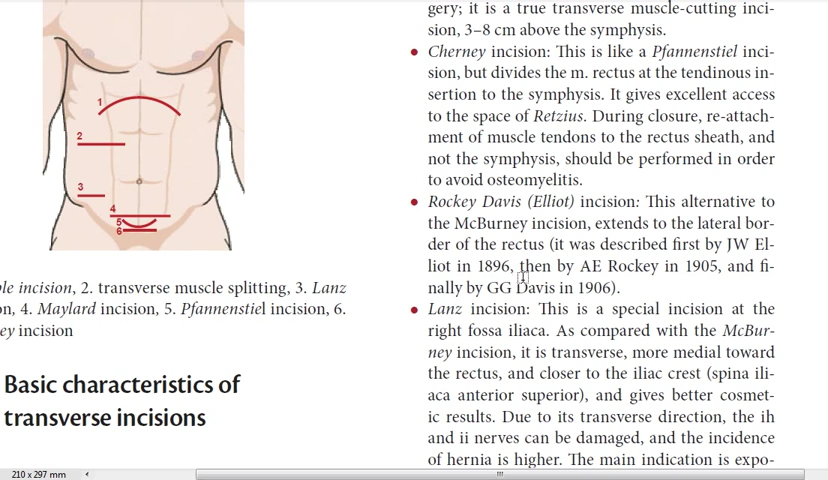 1
2
3
4
5
6
ple incision, 2. transverse muscle splitting, 3. Lanz
on, 4. Maylard incision, 5. Pfannenstiel incision, 6.
ey incision
Basic characteristics of
transverse incisions
gery; it is a true transverse muscle-cutting inci-
sion, 3–8 cm above the symphysis.
• Cherney incision: This is like a Pfannenstiel inci-
sion, but divides the m. rectus at the tendinous in-
sertion to the symphysis. It gives excellent access
to the space of Retzius. During closure, re-attach-
ment of muscle tendons to the rectus sheath, and
not the symphysis, should be performed in order
to avoid osteomyelitis.
• Rockey Davis (Elliot) incision: This alternative to
the McBurney incision, extends to the lateral bor-
der of the rectus (it was described first by JW El-
liot in 1896, then by AE Rockey in 1905, and fi-
nally by GG Davis in 1906).
• Lanz incision: This is a special incision at the
right fossa iliaca. As compared with the McBur-
ney incision, it is transverse, more medial toward
the rectus, and closer to the iliac crest (spina ili-
aca anterior superior), and gives better cosmet-
ic results. Due to its transverse direction, the ih
and ii nerves can be damaged, and the incidence
of hernia is higher. The main indication is expo-
210 x 297 mm